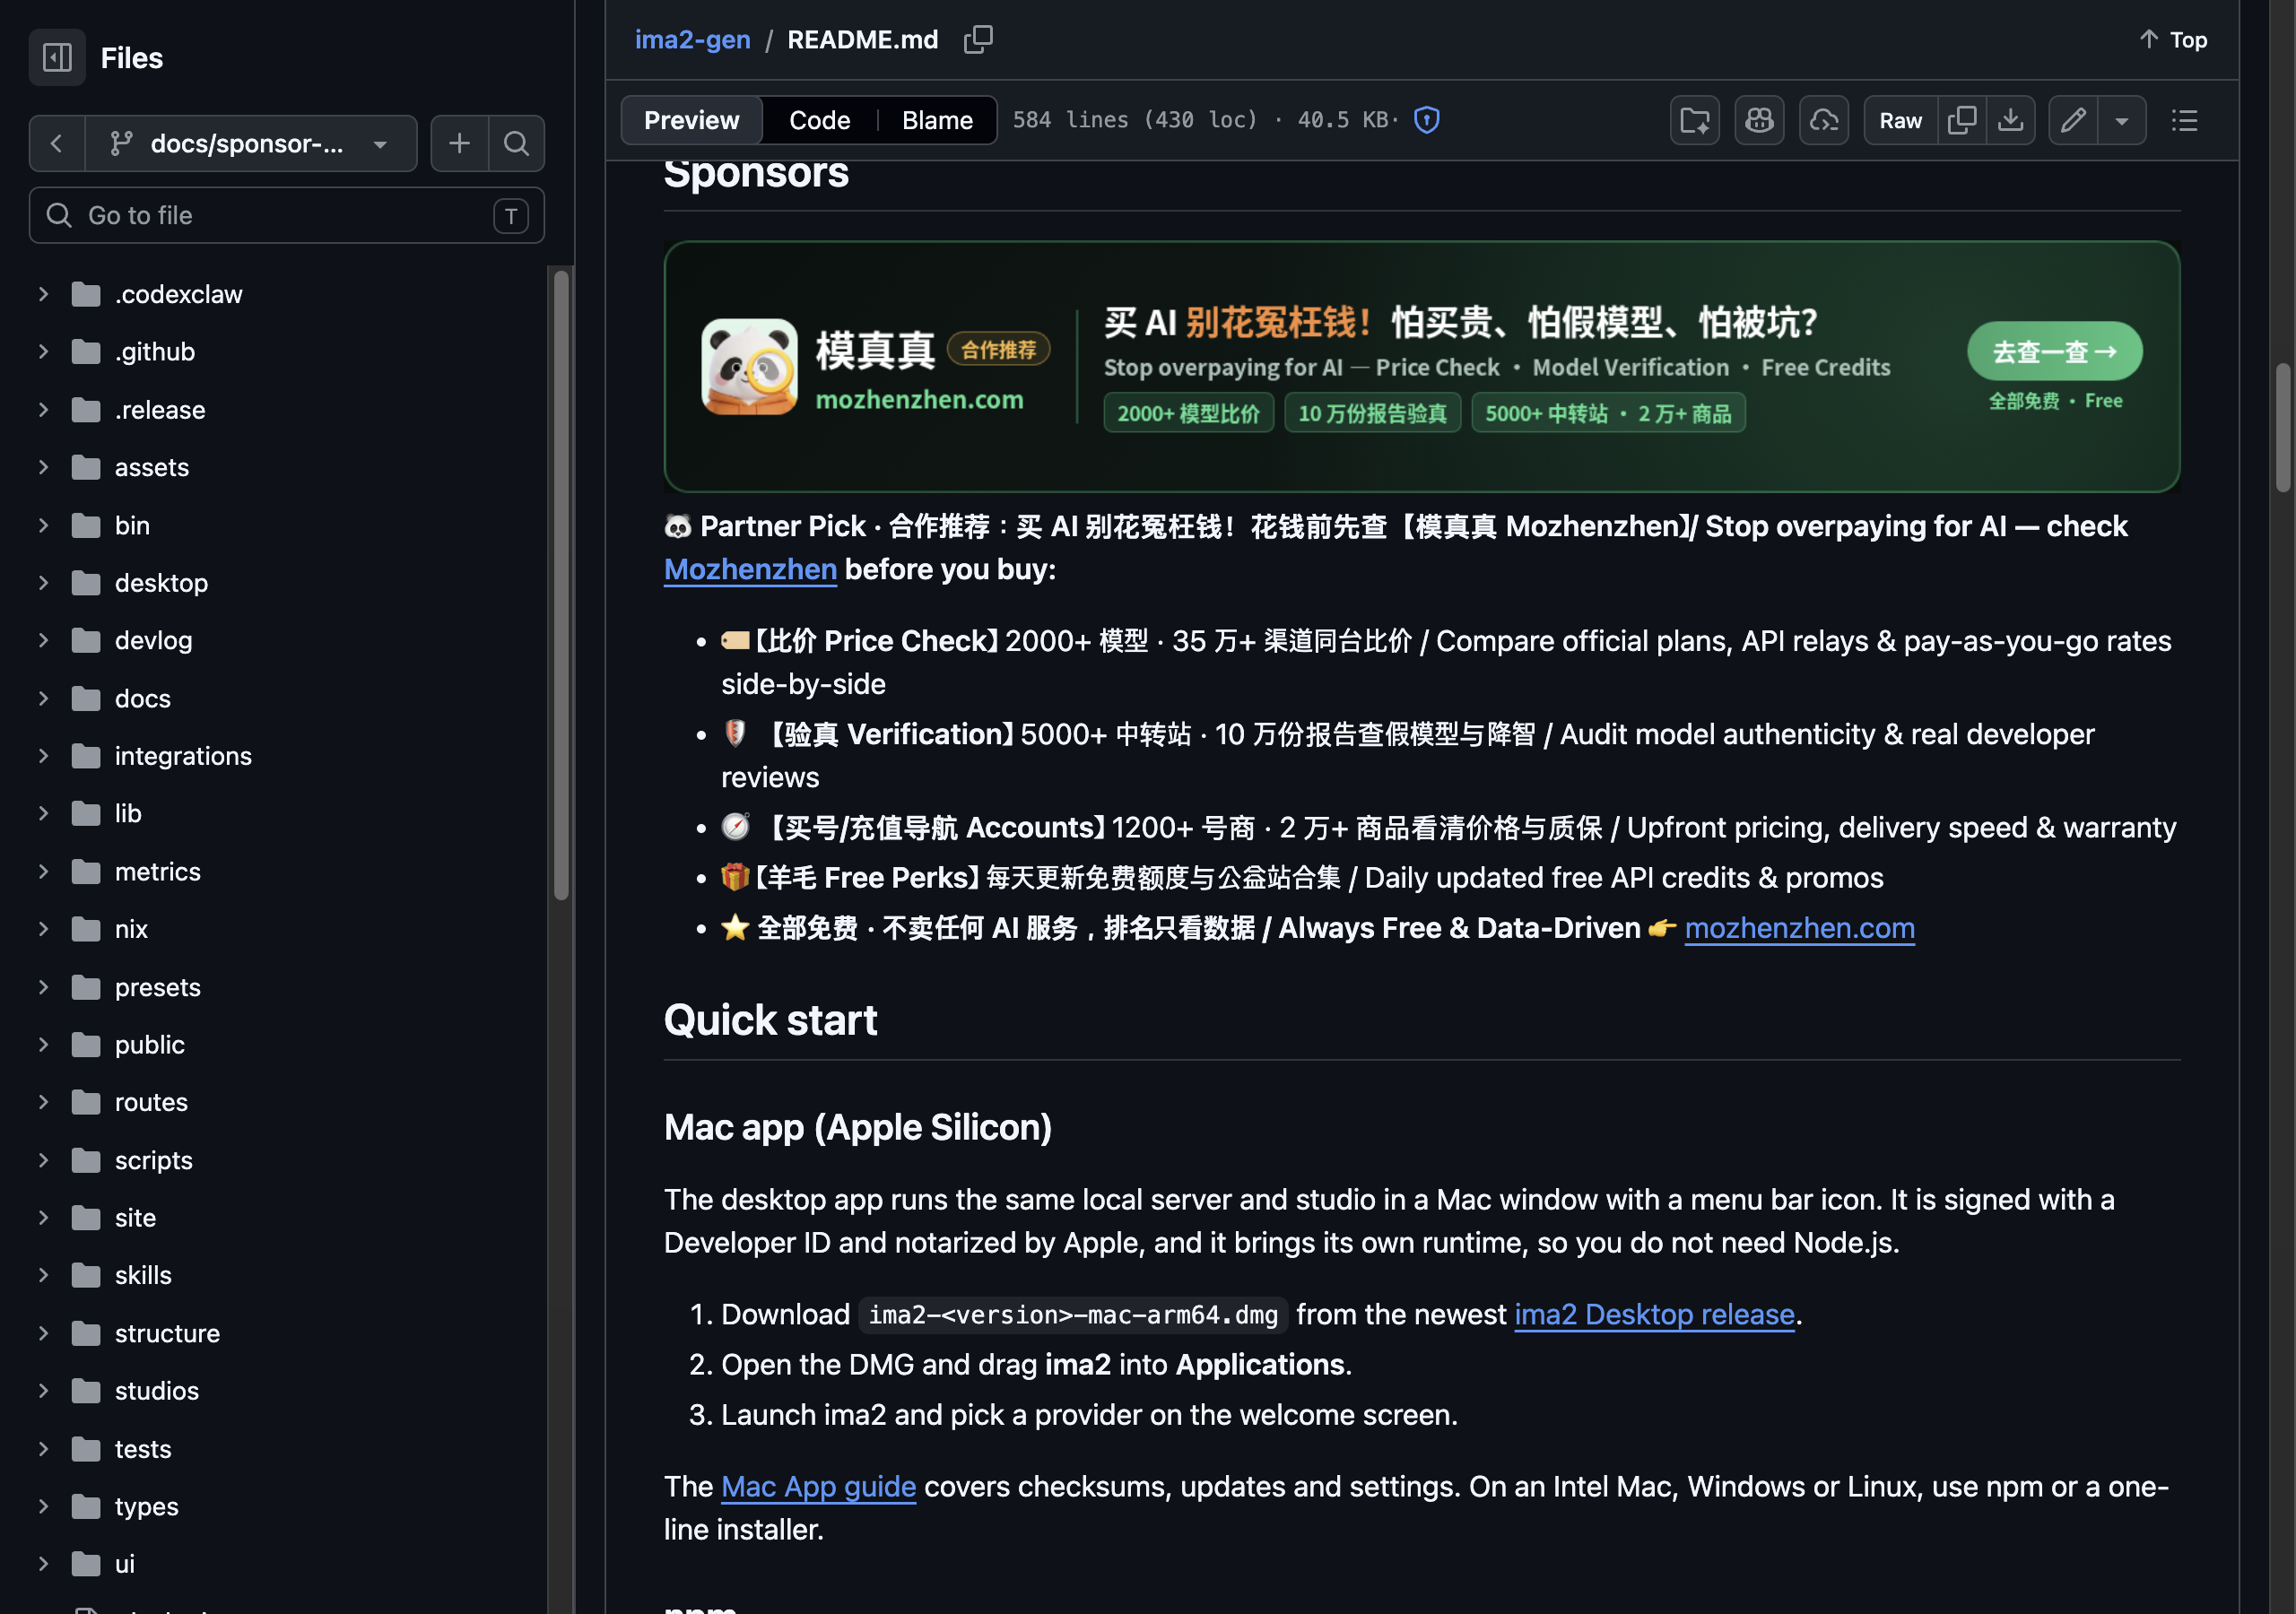 Files
docs/sponsor-...
Go to file
T
.codexclaw
.github
.release
assets
bin
desktop
devlog
docs
integrations
lib
metrics
nix
presets
public
routes
scripts
site
skills
structure
studios
tests
types
ui
ima2-gen / README.md
Top
Preview
Code
Blame
584 lines (430 loc) · 40.5 KB ·
Raw
Sponsors
模真真 合作推荐
mozhenzhen.com
买 AI 别花冤枉钱！怕买贵、怕假模型、怕被坑？
Stop overpaying for AI — Price Check • Model Verification • Free Credits
2000+ 模型比价
10 万份报告验真
5000+ 中转站 • 2 万+ 商品
去查一查 →
全部免费 • Free
🐼 Partner Pick · 合作推荐：买 AI 别花冤枉钱！花钱前先查【模真真 Mozhenzhen】/ Stop overpaying for AI — check
Mozhenzhen before you buy:
• 🏷️【比价 Price Check】2000+ 模型 · 35 万+ 渠道同台比价 / Compare official plans, API relays & pay-as-you-go rates
side-by-side
• 🛡️ 【验真 Verification】5000+ 中转站 · 10 万份报告查假模型与降智 / Audit model authenticity & real developer
reviews
• 🧭 【买号/充值导航 Accounts】1200+ 号商 · 2 万+ 商品看清价格与质保 / Upfront pricing, delivery speed & warranty
• 🎁【羊毛 Free Perks】每天更新免费额度与公益站合集 / Daily updated free API credits & promos
• ⭐ 全部免费 · 不卖任何 AI 服务，排名只看数据 / Always Free & Data-Driven 👉 mozhenzhen.com
Quick start
Mac app (Apple Silicon)
The desktop app runs the same local server and studio in a Mac window with a menu bar icon. It is signed with a
Developer ID and notarized by Apple, and it brings its own runtime, so you do not need Node.js.
1. Download ima2-<version>-mac-arm64.dmg from the newest ima2 Desktop release.
2. Open the DMG and drag ima2 into Applications.
3. Launch ima2 and pick a provider on the welcome screen.
The Mac App guide covers checksums, updates and settings. On an Intel Mac, Windows or Linux, use npm or a one-
line installer.
npm